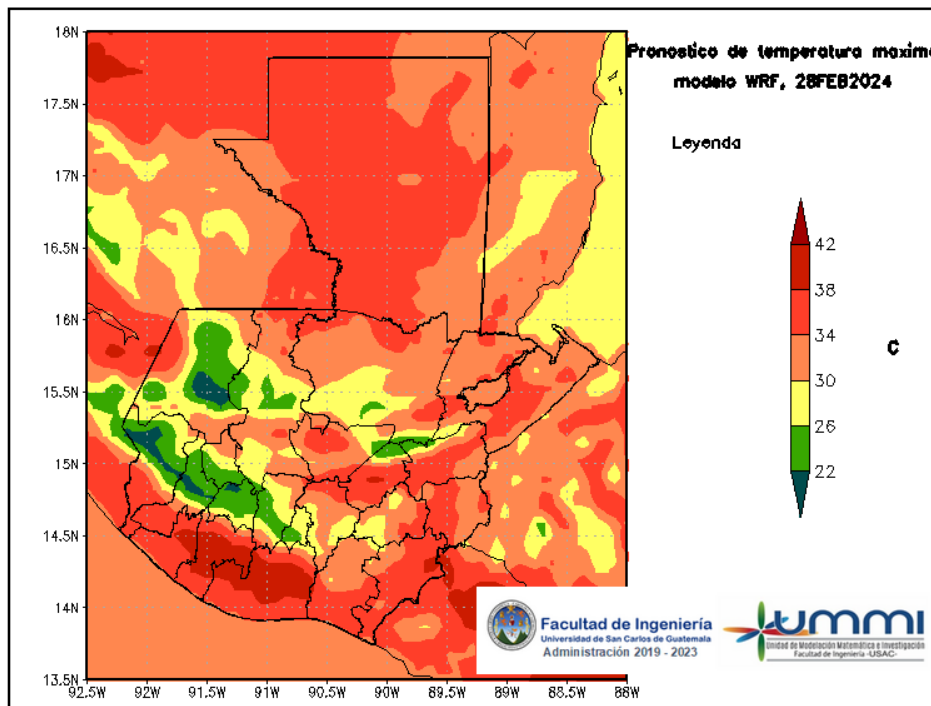 Pronostico de temperatura maxima
modelo WRF, 28FEB2024
Leyenda
42
38
34
30
26
22
C
18N
17.5N
17N
16.5N
16N
15.5N
15N
14.5N
14N
13.5N
92.5W
92W
91.5W
91W
90.5W
90W
89.5W
89W
88.5W
88W
Facultad de Ingeniería
Universidad de San Carlos de Guatemala
Administración 2019 - 2023
UMMI
Unidad de Modelación Matemática e Investigación
Facultad de Ingeniería -USAC-